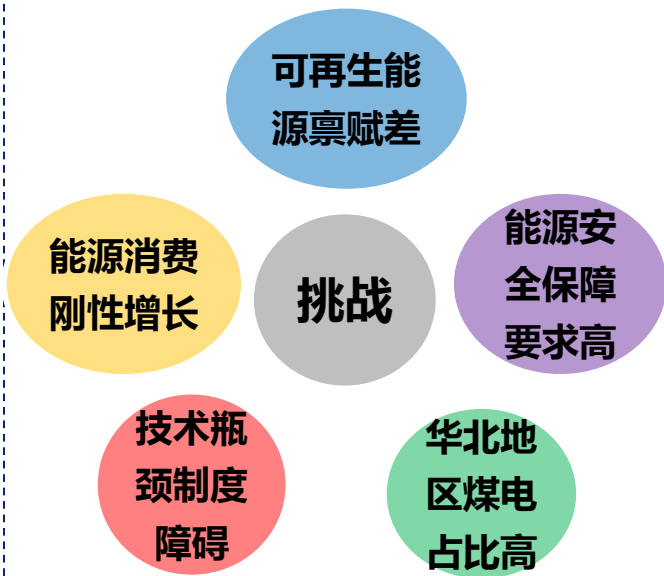 可再生能
源禀赋差
能源消费
刚性增长
挑战
能源安
全保障
要求高
技术瓶
颈制度
障碍
华北地
区煤电
占比高